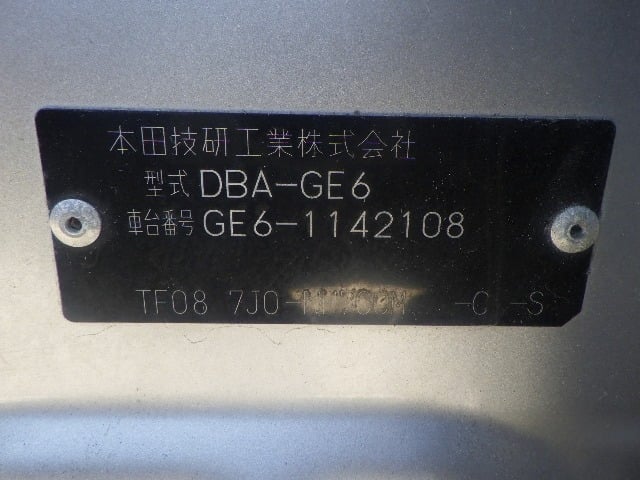 本田技研工業株式会社
型式 DBA-GE6
車台番号 GE6-1142108
TF08 7J0- -C -S